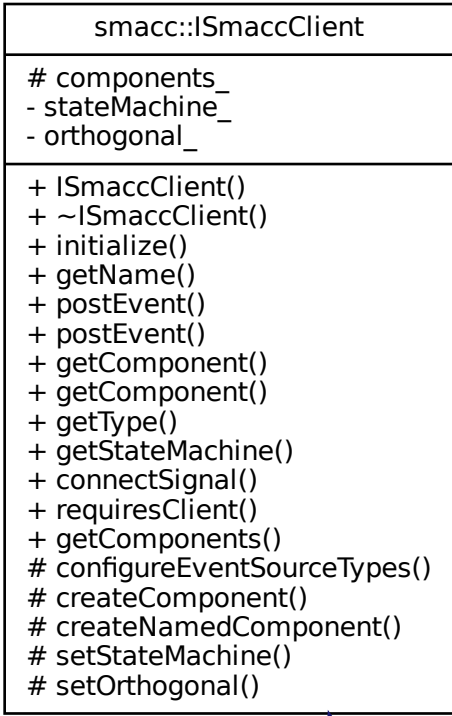 smacc::ISmaccClient
# components_
- stateMachine_
- orthogonal_
+ ISmaccClient()
+ ~ISmaccClient()
+ initialize()
+ getName()
+ postEvent()
+ postEvent()
+ getComponent()
+ getComponent()
+ getType()
+ getStateMachine()
+ connectSignal()
+ requiresClient()
+ getComponents()
# configureEventSourceTypes()
# createComponent()
# createNamedComponent()
# setStateMachine()
# setOrthogonal()